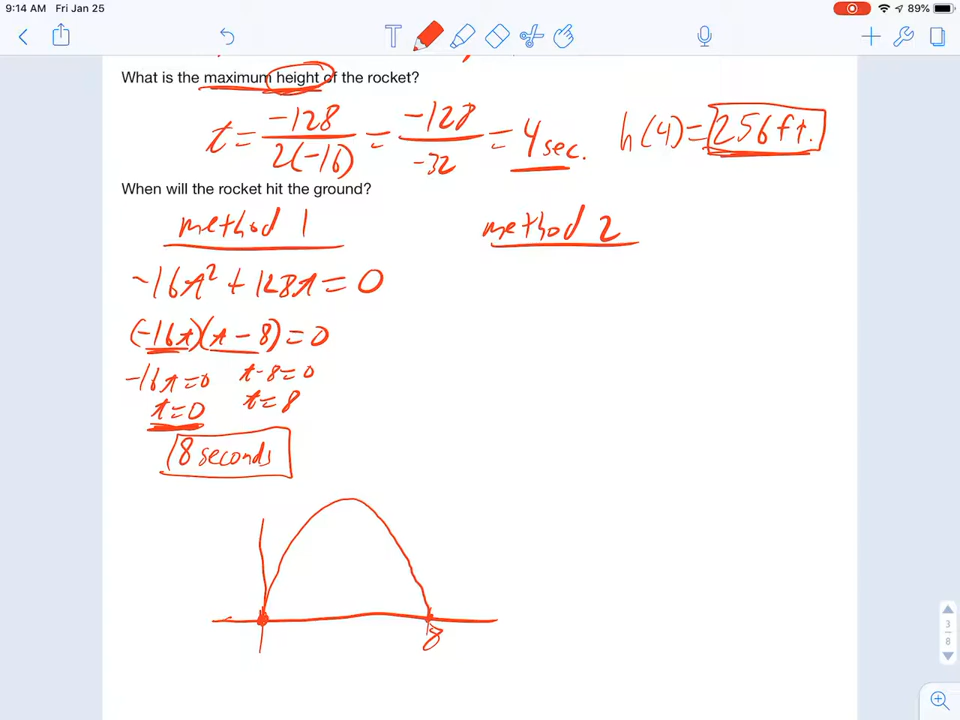 9:14 AM Fri Jan 25
89%
T
What is the maximum height of the rocket?
t = -128 / 2(-16) = -128 / -32 = 4 sec. h(4) = 256 ft.
When will the rocket hit the ground?
method 1
method 2
-16t² + 128t = 0
(-16t)(t - 8) = 0
-16t = 0 t - 8 = 0
t = 0 t = 8
8 seconds
8
3
8